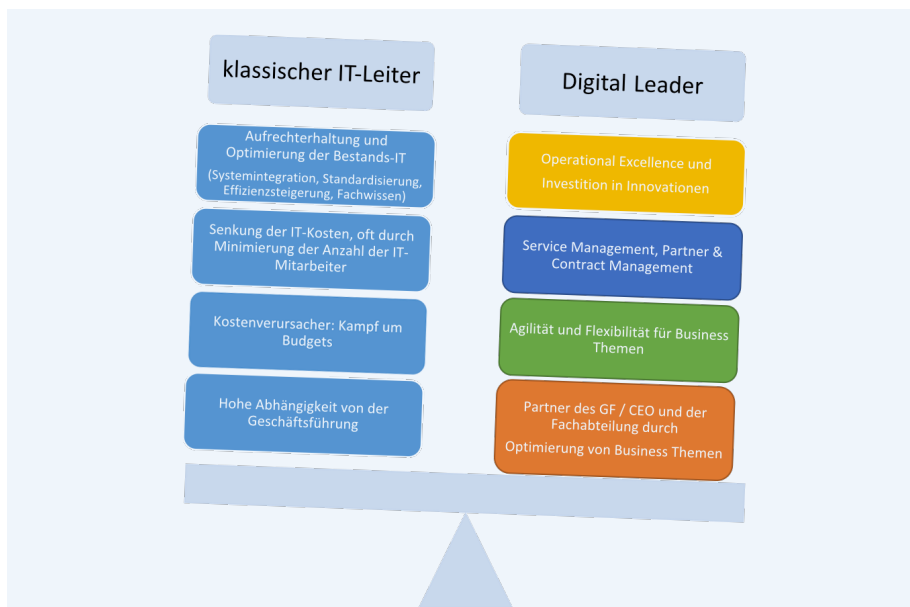 klassischer IT-Leiter
Aufrechterhaltung und
Optimierung der Bestands-IT
(Systemintegration, Standardisierung,
Effizienzsteigerung, Fachwissen)
Senkung der IT-Kosten, oft durch
Minimierung der Anzahl der IT-
Mitarbeiter
Kostenverursacher: Kampf um
Budgets
Hohe Abhängigkeit von der
Geschäftsführung
Digital Leader
Operational Excellence und
Investition in Innovationen
Service Management, Partner &
Contract Management
Agilität und Flexibilität für Business
Themen
Partner des GF / CEO und der
Fachabteilung durch
Optimierung von Business Themen